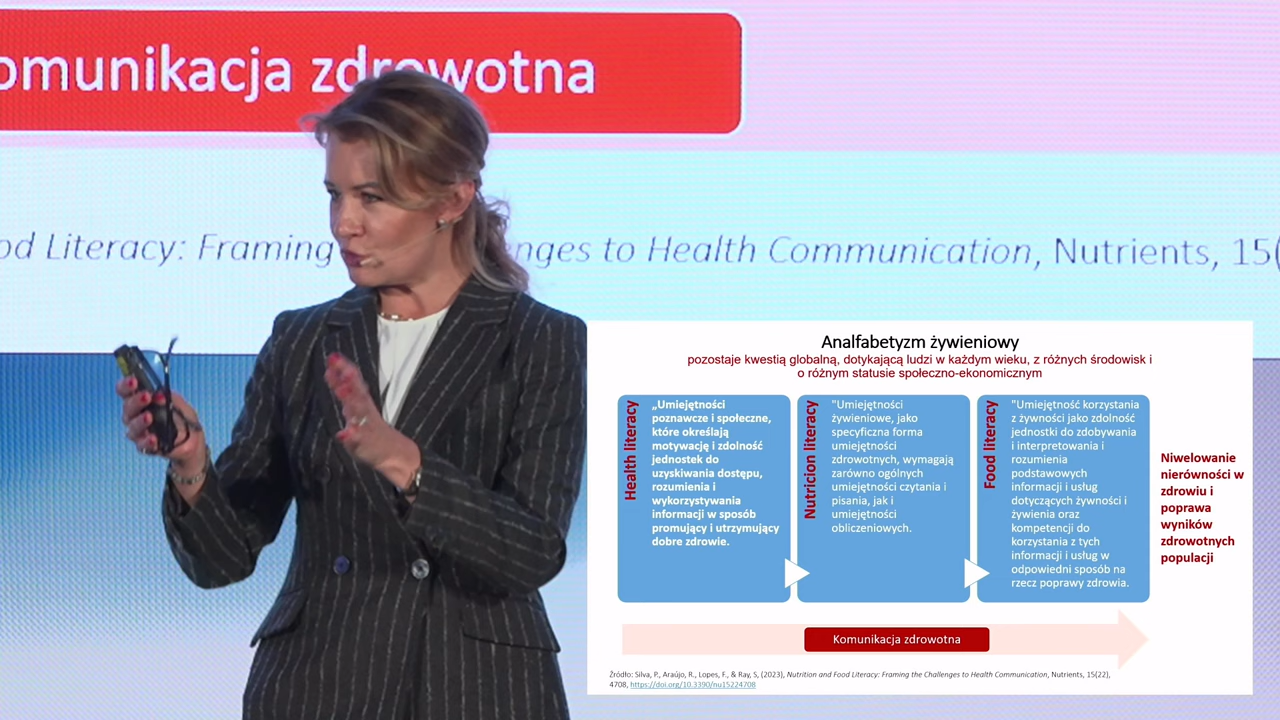 omunikacja zdrowotna
od Literacy: Framing nges to Health Communication, Nutrients, 15(
Analfabetyzm żywieniowy
pozostaje kwestią globalną, dotykającą ludzi w każdym wieku, z różnych środowisk i
o różnym statusie społeczno-ekonomicznym
Health literacy
„Umiejętności
poznawcze i społeczne,
które określają
motywację i zdolność
jednostek do
uzyskiwania dostępu,
rozumienia i
wykorzystywania
informacji w sposób
promujący i utrzymujący
dobre zdrowie.
Nutricion literacy
"Umiejętności
żywieniowe, jako
specyficzna forma
umiejętności
zdrowotnych, wymagają
zarówno ogólnych
umiejętności czytania i
pisania, jak i
umiejętności
obliczeniowych.
Food literacy
"Umiejętność korzystania
z żywności jako zdolność
jednostki do zdobywania
i interpretowania i
rozumienia
podstawowych
informacji i usług
dotyczących żywności i
żywienia oraz
kompetencji do
korzystania z tych
informacji i usług w
odpowiedni sposób na
rzecz poprawy zdrowia.
Niwelowanie
nierówności w
zdrowiu i
poprawa
wyników
zdrowotnych
populacji
Komunikacja zdrowotna
Źródło: Silva, P., Araújo, R., Lopes, F., & Ray, S, (2023), Nutrition and Food Literacy: Framing the Challenges to Health Communication, Nutrients, 15(22),
4708, https://doi.org/10.3390/nu15224708